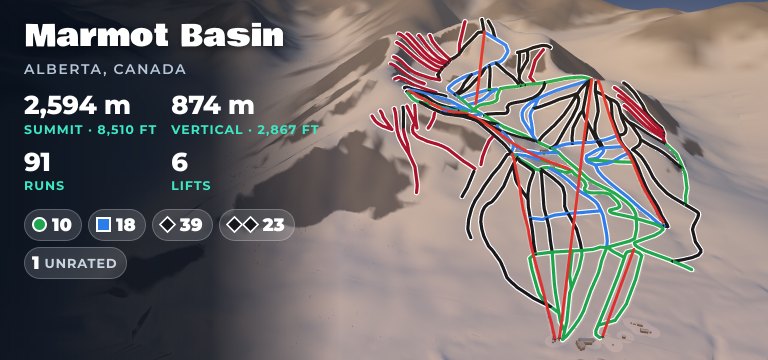 Marmot Basin
ALBERTA, CANADA
2,594 m 874 m
SUMMIT · 8,510 FT VERTICAL · 2,867 FT
91 6
RUNS LIFTS
10 18 39 23
1 UNRATED